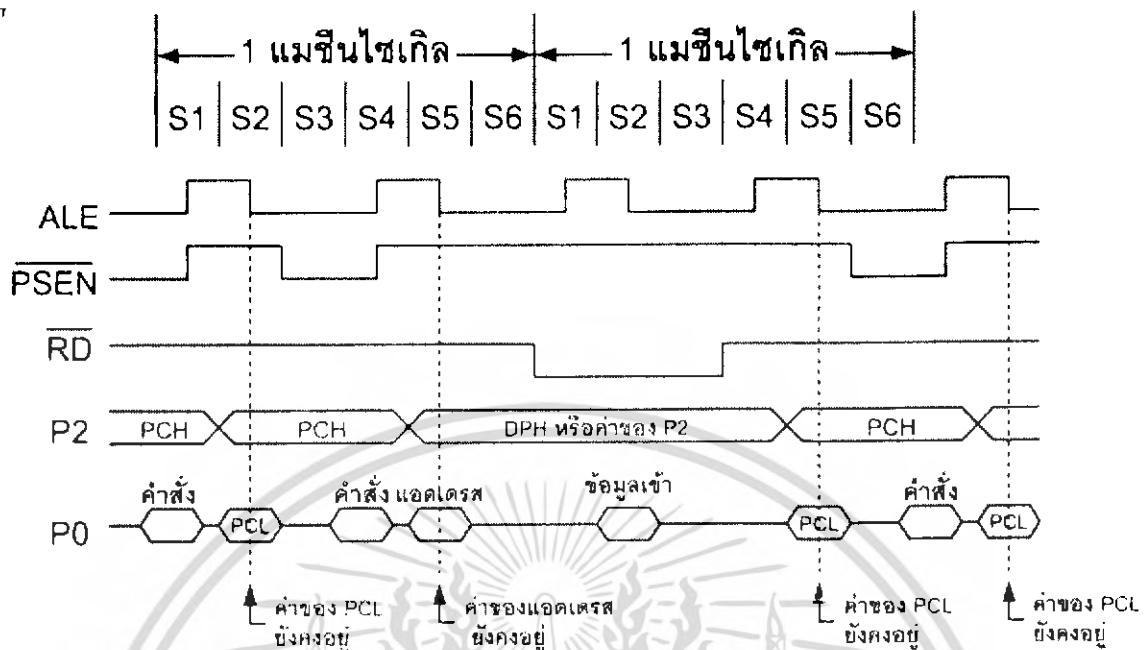 1 แมชีนไซเกิล 1 แมชีนไซเกิล
S1 S2 S3 S4 S5 S6 S1 S2 S3 S4 S5 S6
ALE
PSEN
RD
P2 PCH PCH DPH หรือค่าของ P2 PCH
คำสั่ง คำสั่ง แอดเดรส ข้อมูลเข้า คำสั่ง
P0 PCL PCL PCL
ค่าของ PCL ค่าของแอดเดรส ค่าของ PCL ค่าของ PCL
ยังคงอยู่ ยังคงอยู่ ยังคงอยู่ ยังคงอยู่